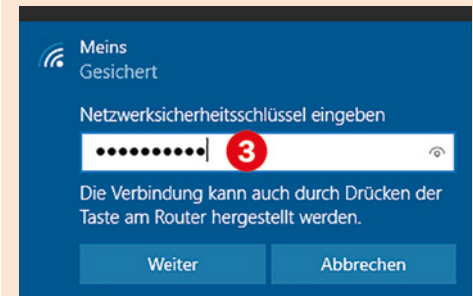 Meins
Gesichert
Netzwerksicherheitsschlüssel eingeben
●●●●●●●●●● 3
Die Verbindung kann auch durch Drücken der
Taste am Router hergestellt werden.
Weiter Abbrechen